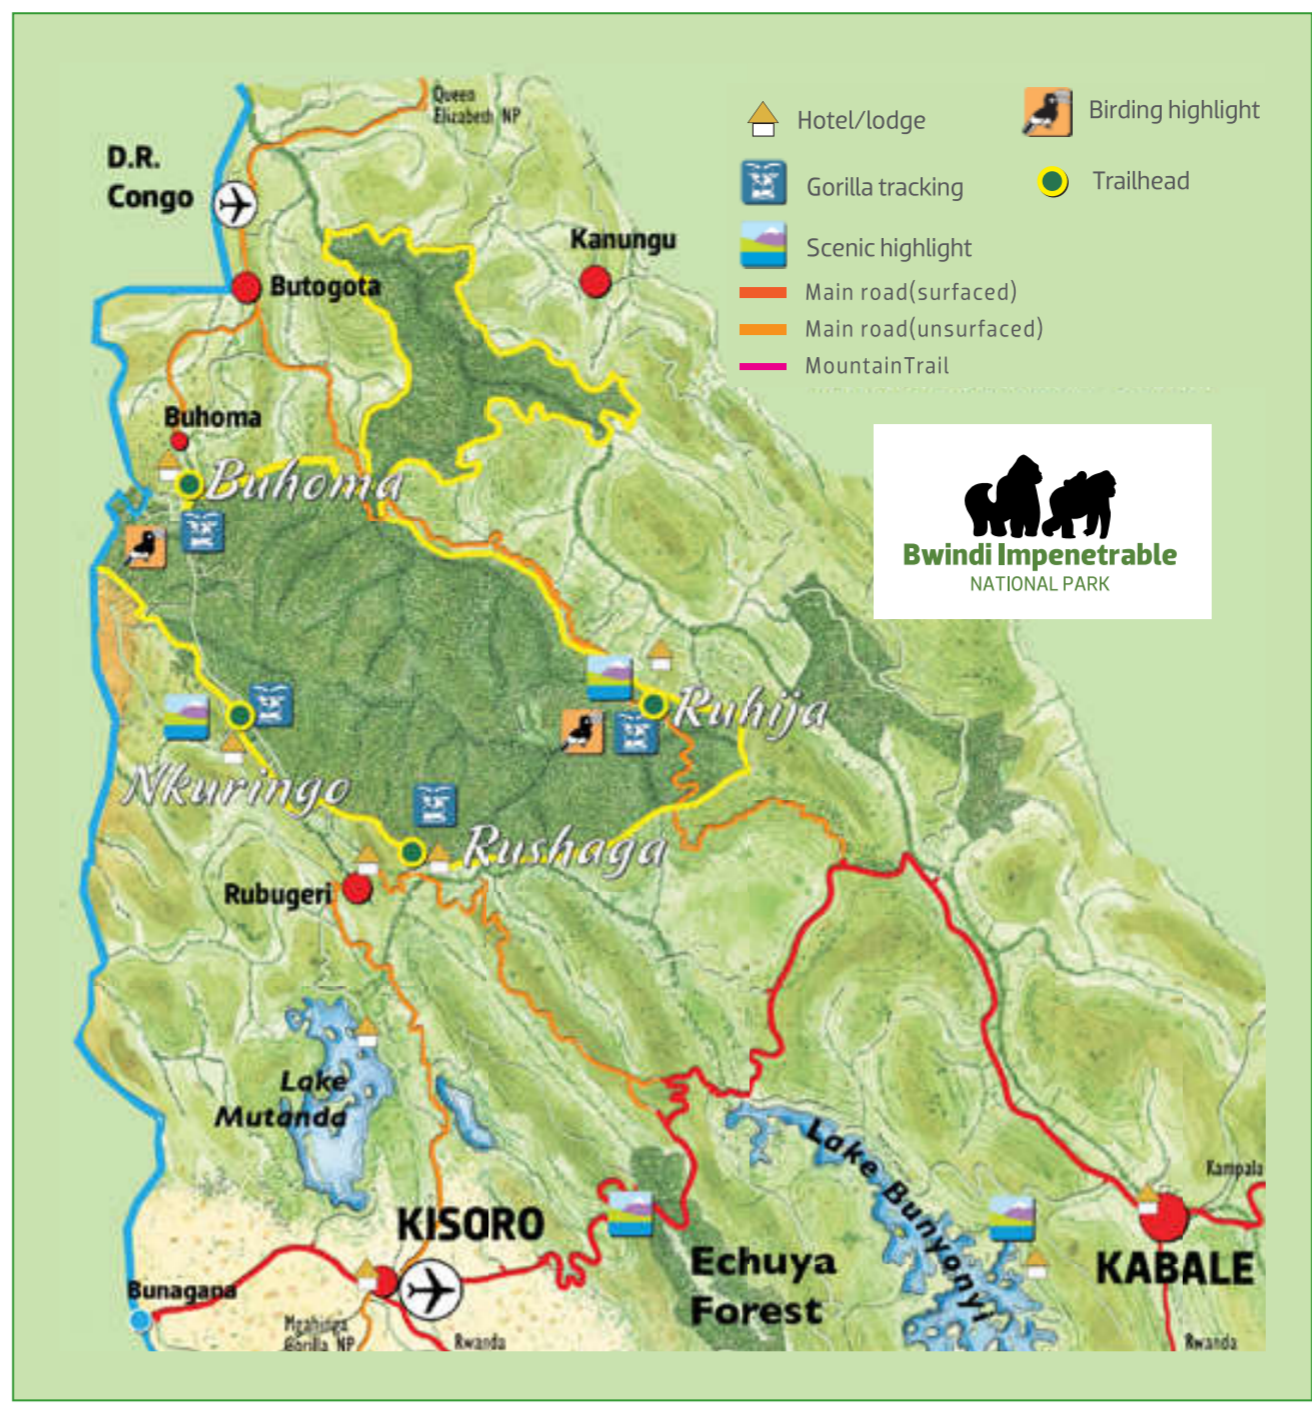 Queen
Elizabeth NP
D.R.
Congo
Hotel/lodge
Birding highlight
Gorilla tracking
Trailhead
Scenic highlight
Main road(surfaced)
Main road(unsurfaced)
MountainTrail
Kanungu
Butogota
Buhoma
Buhoma
Bwindi Impenetrable
NATIONAL PARK
Ruhija
Nkuringo
Rushaga
Rubugeri
Lake
Mutanda
Lake Bunyonyi
Kampala
KISORO
Echuya
Forest
KABALE
Bunagana
Mgahinga
Gorilla NP
Rwanda
Rwanda